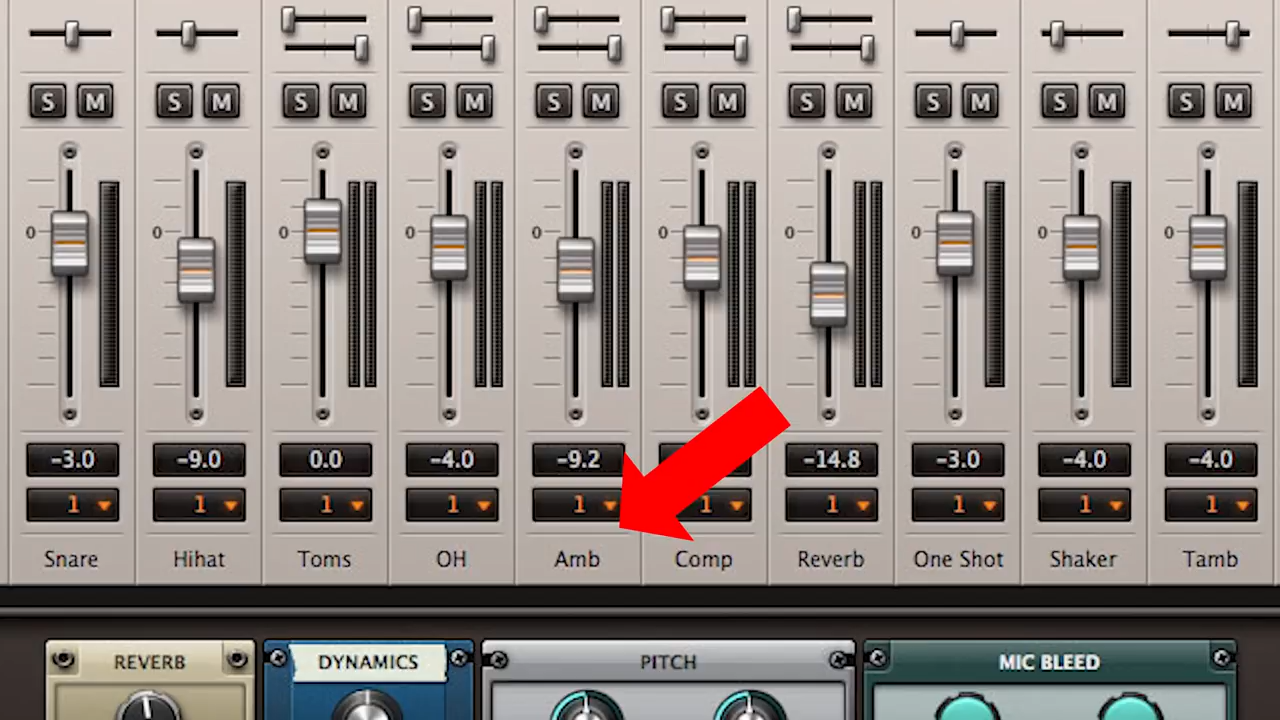 S M S M S M S M S M S M S M S M S M S M
0 0 0 0 0 0 0 0 0 0
-3.0 -9.0 0.0 -4.0 -9.2 -14.8 -3.0 -4.0 -4.0
1 1 1 1 1 1 1 1 1 1
Snare Hihat Toms OH Amb Comp Reverb One Shot Shaker Tamb
REVERB DYNAMICS PITCH MIC BLEED